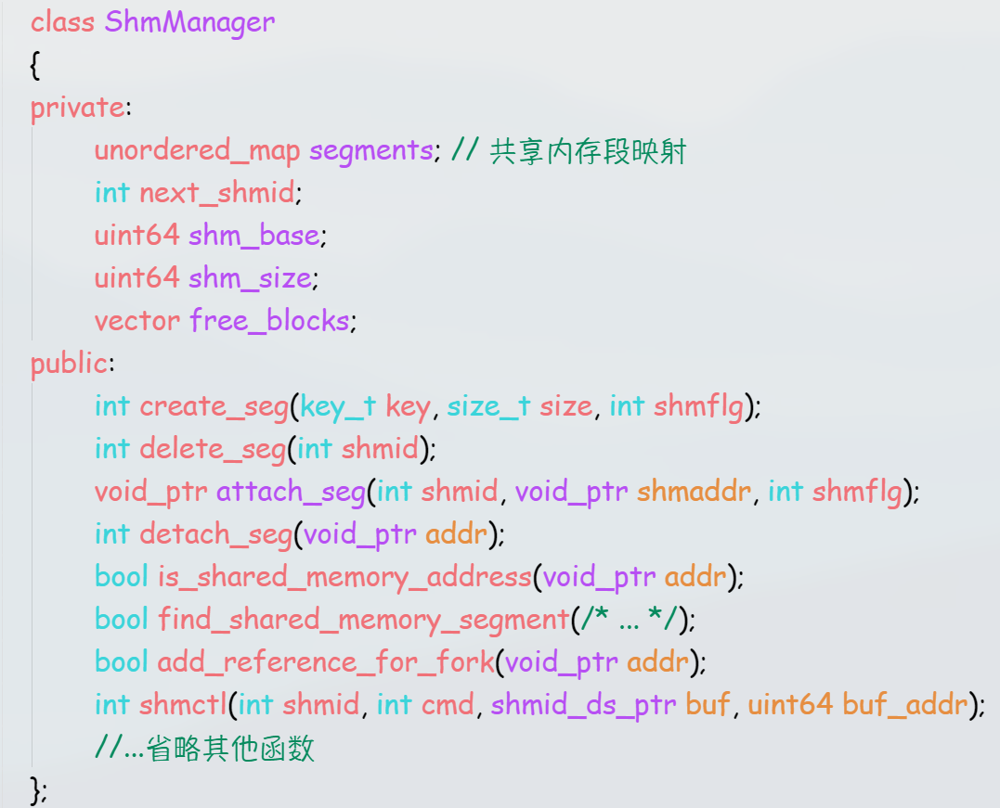 class ShmManager
{
private:
unordered_map segments; // 共享内存段映射
int next_shmid;
uint64 shm_base;
uint64 shm_size;
vector free_blocks;
public:
int create_seg(key_t key, size_t size, int shmflg);
int delete_seg(int shmid);
void_ptr attach_seg(int shmid, void_ptr shmaddr, int shmflg);
int detach_seg(void_ptr addr);
bool is_shared_memory_address(void_ptr addr);
bool find_shared_memory_segment(/* ... */);
bool add_reference_for_fork(void_ptr addr);
int shmctl(int shmid, int cmd, shmid_ds_ptr buf, uint64 buf_addr);
//...省略其他函数
};